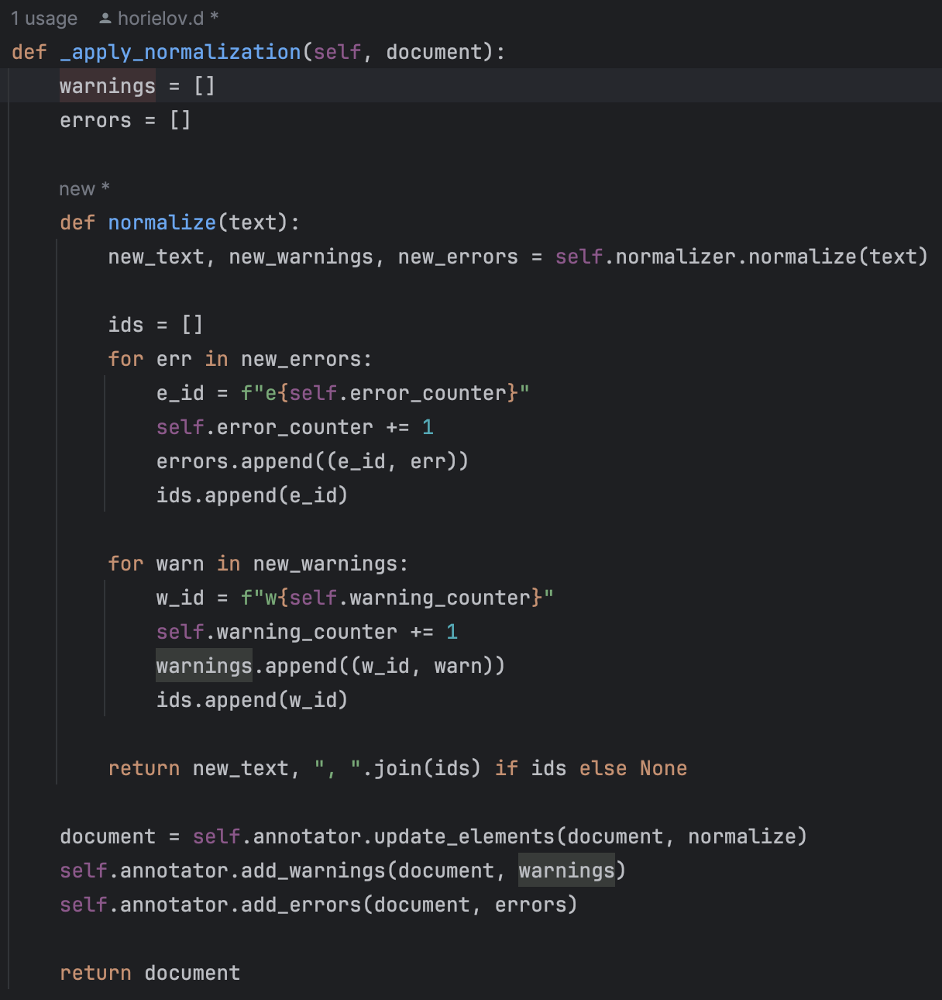 1 usage horielov.d *
def _apply_normalization(self, document):
    warnings = []
    errors = []

    new *
    def normalize(text):
        new_text, new_warnings, new_errors = self.normalizer.normalize(text)

        ids = []
        for err in new_errors:
            e_id = f"e{self.error_counter}"
            self.error_counter += 1
            errors.append((e_id, err))
            ids.append(e_id)

        for warn in new_warnings:
            w_id = f"w{self.warning_counter}"
            self.warning_counter += 1
            warnings.append((w_id, warn))
            ids.append(w_id)

        return new_text, ", ".join(ids) if ids else None

    document = self.annotator.update_elements(document, normalize)
    self.annotator.add_warnings(document, warnings)
    self.annotator.add_errors(document, errors)

    return document